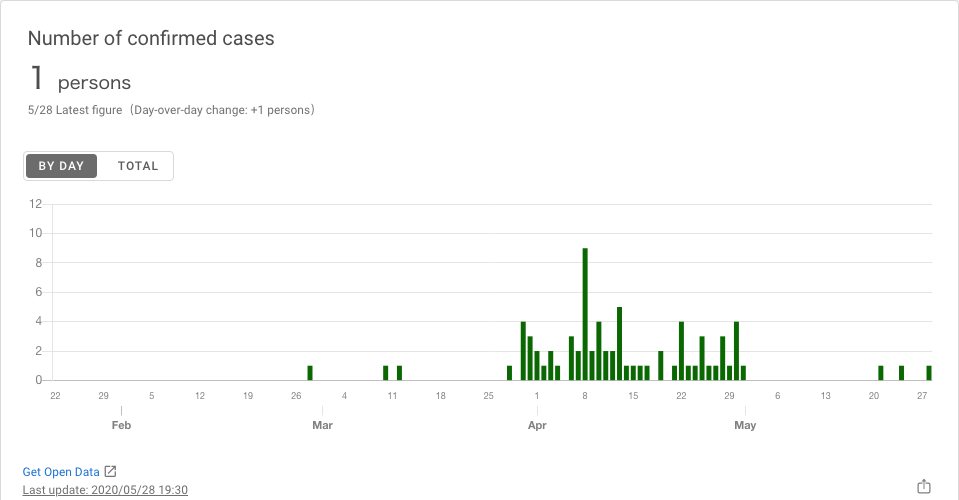 Number of confirmed cases
1 persons
5/28 Latest figure（Day-over-day change: +1 persons）
BY DAY TOTAL
12
10
8
6
4
2
0
22 29 5 12 19 26 4 11 18 25 1 8 15 22 29 6 13 20 27
Feb Mar Apr May
Get Open Data
Last update: 2020/05/28 19:30